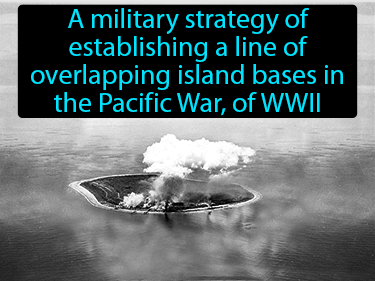 A military strategy of
establishing a line of
overlapping island bases in
the Pacific War, of WWII